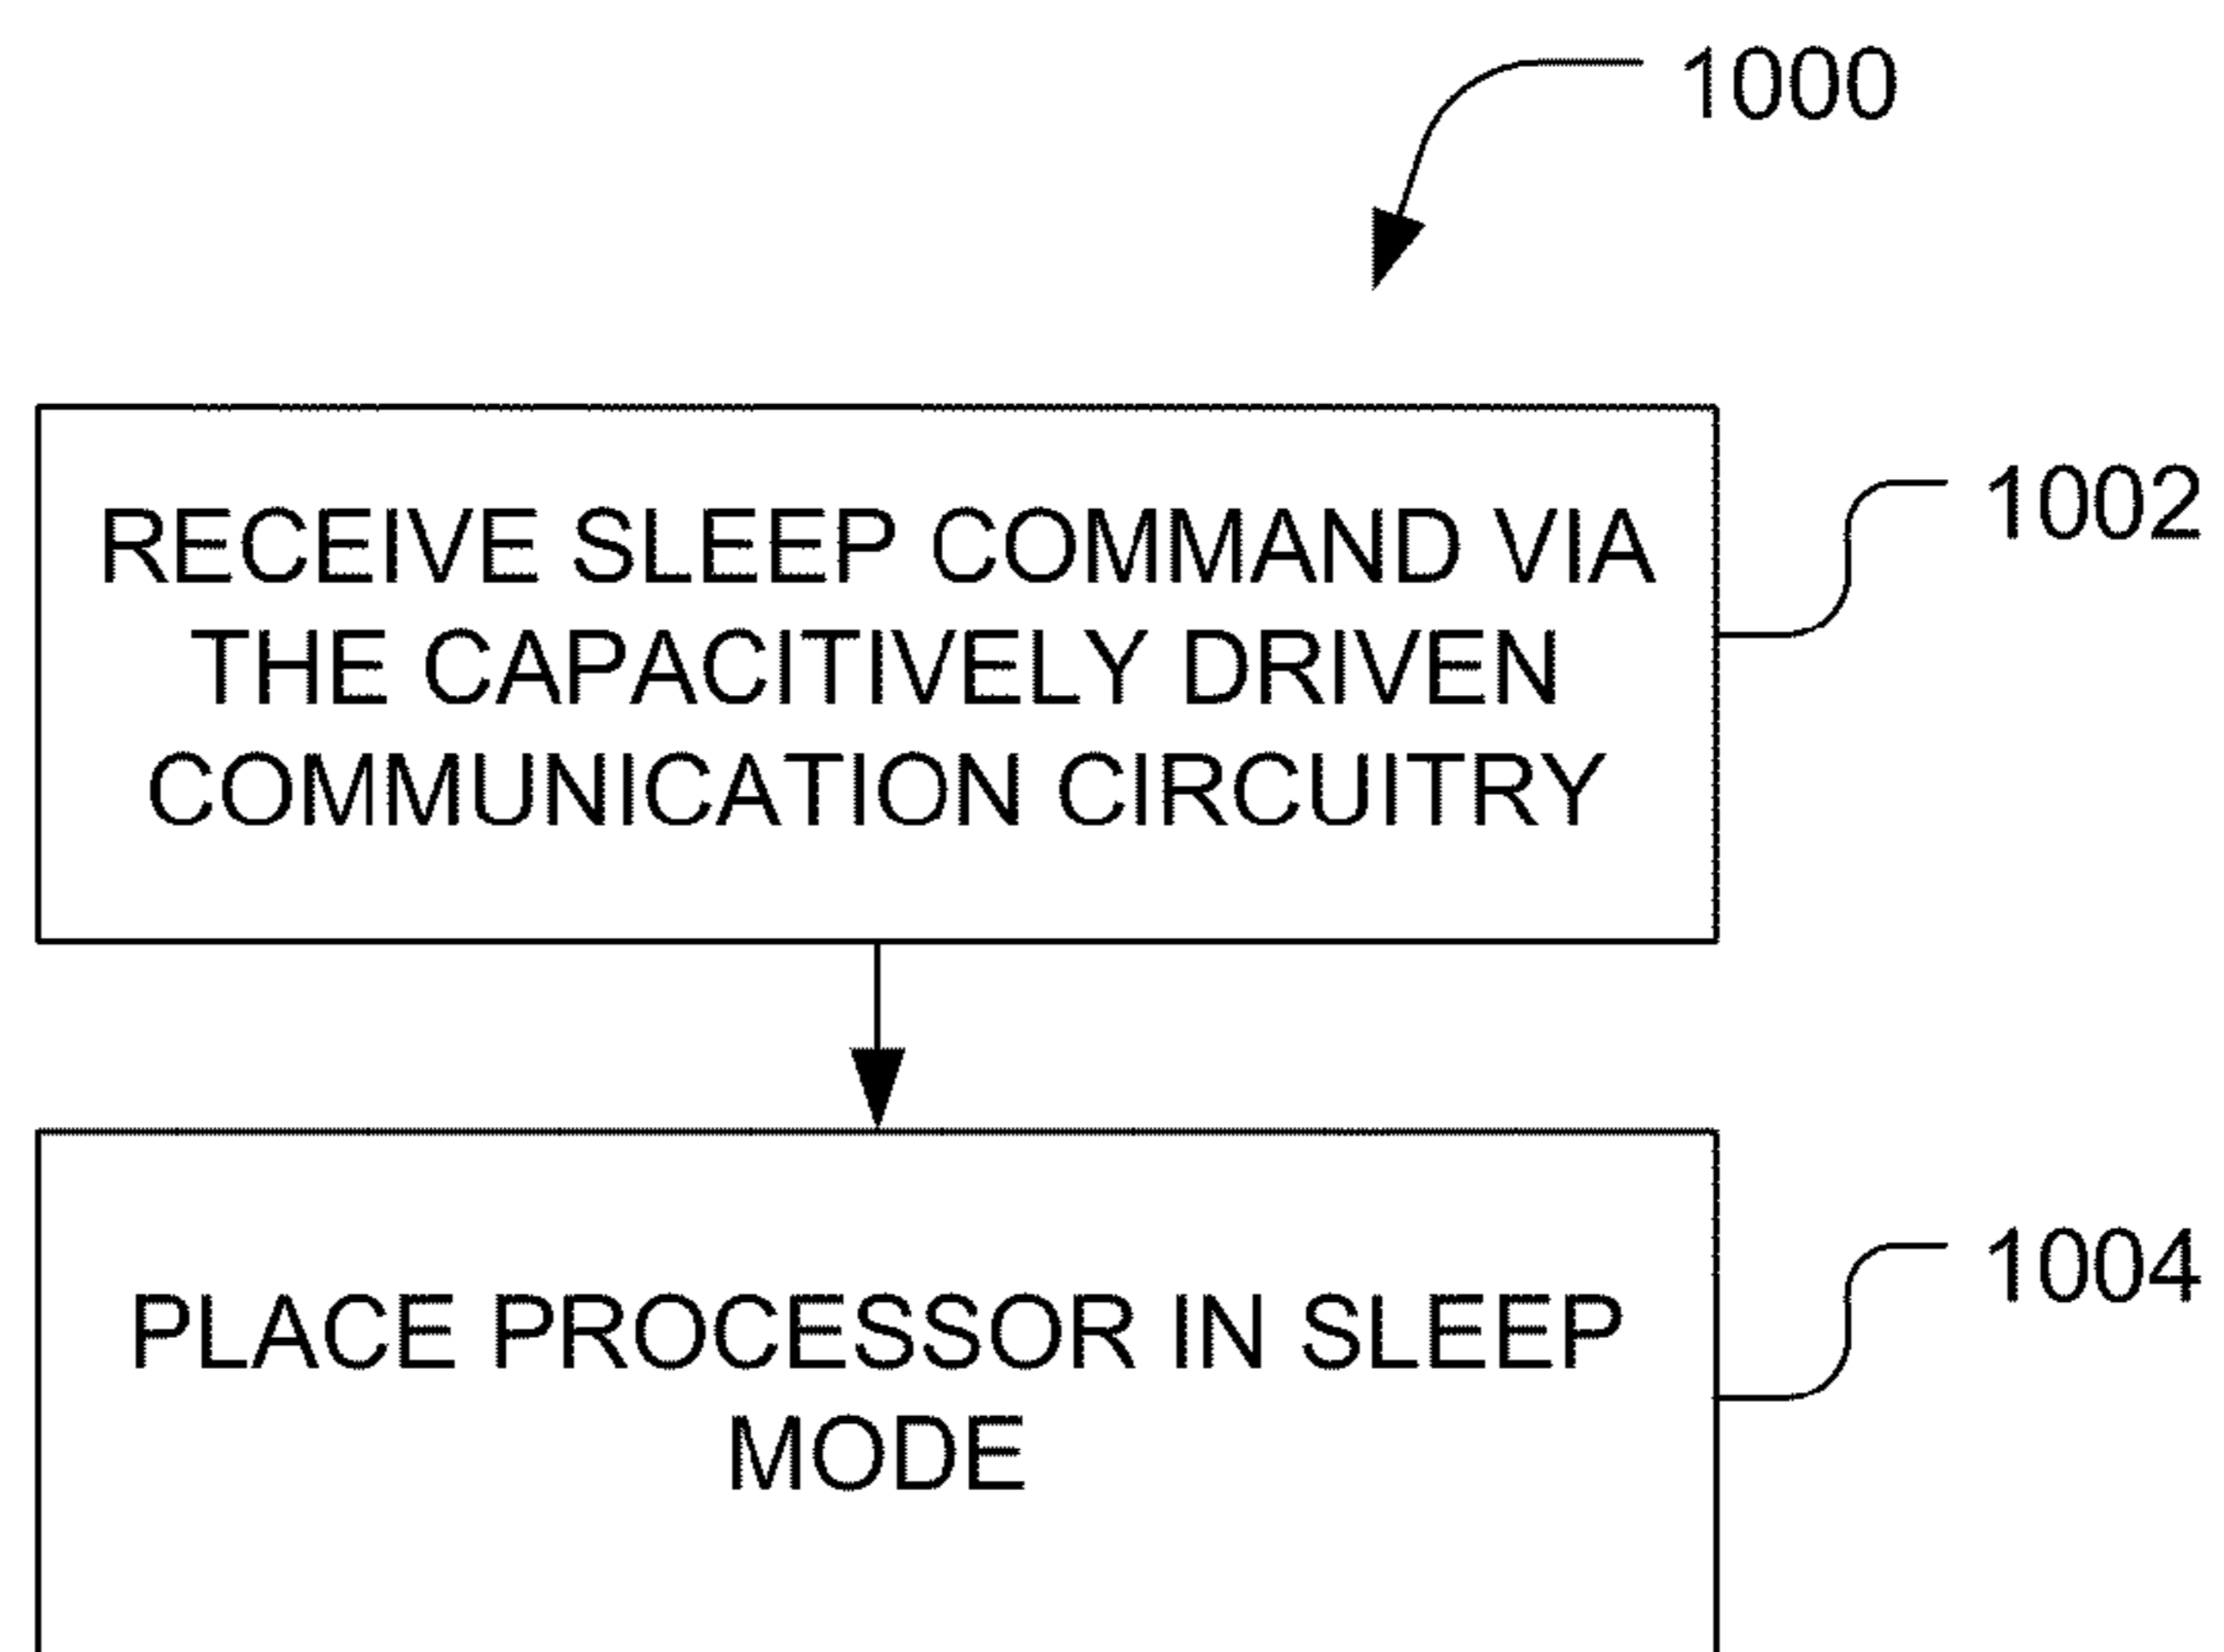 1000
RECEIVE SLEEP COMMAND VIA
THE CAPACITIVELY DRIVEN
COMMUNICATION CIRCUITRY
1002
PLACE PROCESSOR IN SLEEP
MODE
1004